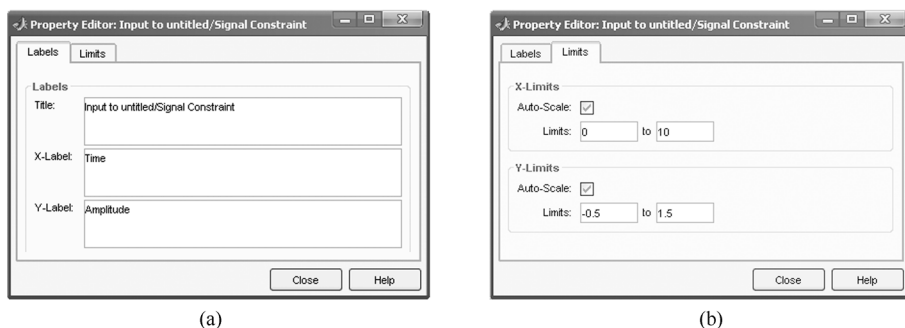 Property Editor: Input to untitled/Signal Constraint
Labels Limits
Labels
Title: Input to untitled/Signal Constraint
X-Label: Time
Y-Label: Amplitude
Close Help
(a)
Property Editor: Input to untitled/Signal Constraint
Labels Limits
X-Limits
Auto-Scale:
Limits: 0 to 10
Y-Limits
Auto-Scale:
Limits: -0.5 to 1.5
Close Help
(b)